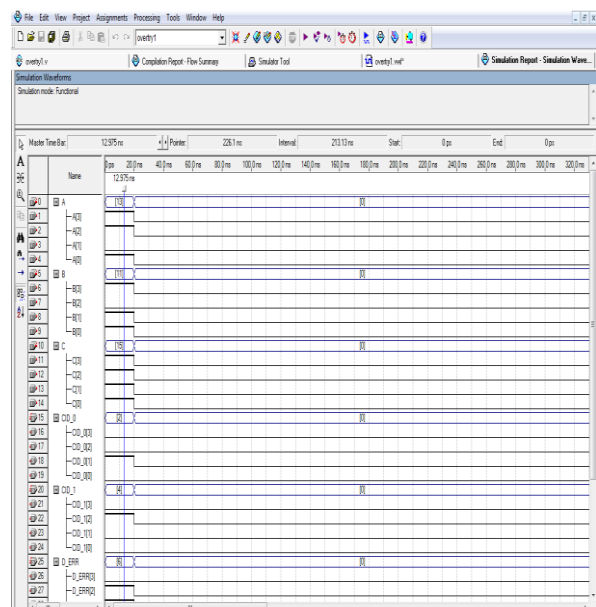 File Edit View Project Assignments Processing Tools Window Help
overtry1
overtry1.v Compilation Report - Flow Summary Simulator Tool overtry1.vwf* Simulation Report - Simulation Wave...
Simulation Waveforms
Simulation mode: Functional
Master Time Bar: 12.975 ns Pointer: 226.1 ns Interval: 213.13 ns Start: 0 ps End: 0 ps
Name
0 ps 20.0 ns 40.0 ns 60.0 ns 80.0 ns 100.0 ns 120.0 ns 140.0 ns 160.0 ns 180.0 ns 200.0 ns 220.0 ns 240.0 ns 260.0 ns 280.0 ns 300.0 ns 320.0 ns
12.975 ns
0 A [13] [0]
1 A[3]
2 A[2]
3 A[1]
4 A[0]
5 B [11] [0]
6 B[3]
7 B[2]
8 B[1]
9 B[0]
10 C [15] [0]
11 C[3]
12 C[2]
13 C[1]
14 C[0]
15 CID_0 [2] [0]
16 CID_0[3]
17 CID_0[2]
18 CID_0[1]
19 CID_0[0]
20 CID_1 [4] [0]
21 CID_1[3]
22 CID_1[2]
23 CID_1[1]
24 CID_1[0]
25 D_ERR [6] [0]
26 D_ERR[3]
27 D_ERR[2]